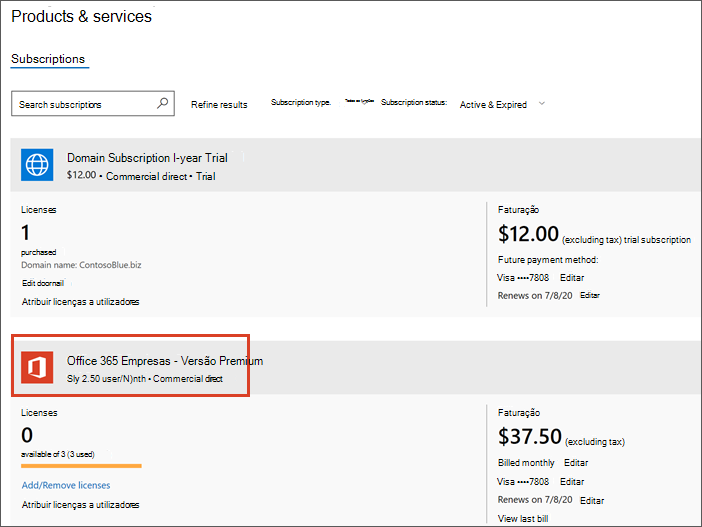 Products & services
Subscriptions
Search subscriptions
Refine results
Subscription type.
Subscription status:
Active & Expired
Domain Subscription I-year Trial
$12.00 • Commercial direct • Trial
Licenses
1
purchased
Domain name: ContosoBlue.biz
Edit doornail
Atribuir licenças a utilizadores
Faturação
$12.00 (excluding tax) trial subscription
Future payment method:
Visa ••••7808 Editar
Renews on 7/8/20 Editar
Office 365 Empresas - Versão Premium
Sly 2.50 user/N)nth • Commercial direct
Licenses
0
available of 3 (3 used)
Add/Remove licenses
Atribuir licenças a utilizadores
Faturação
$37.50 (excluding tax)
Billed monthly Editar
Visa ••••7808 Editar
Renews on 7/8/20 Editar
View last bill